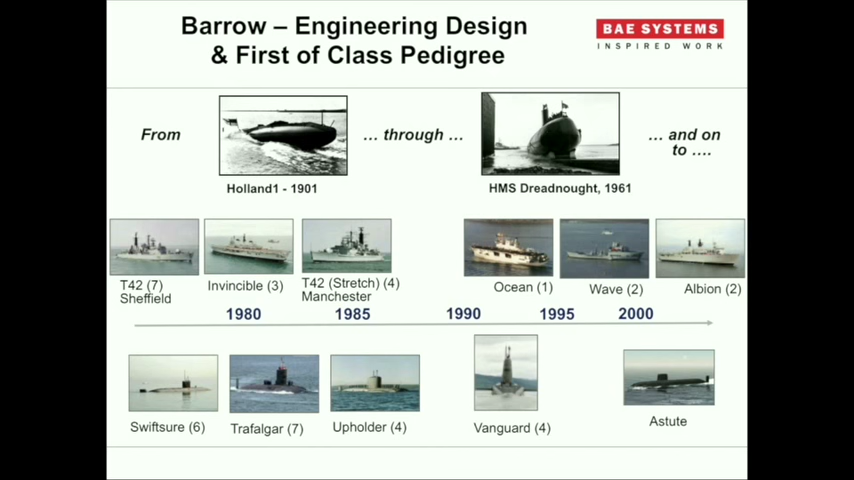 Barrow – Engineering Design
& First of Class Pedigree
BAE SYSTEMS
INSPIRED WORK
From
... through ...
... and on
to ....
Holland1 - 1901
HMS Dreadnought, 1961
T42 (7)
Sheffield
Invincible (3)
T42 (Stretch) (4)
Manchester
Ocean (1)
Wave (2)
Albion (2)
1980
1985
1990
1995
2000
Swiftsure (6)
Trafalgar (7)
Upholder (4)
Vanguard (4)
Astute